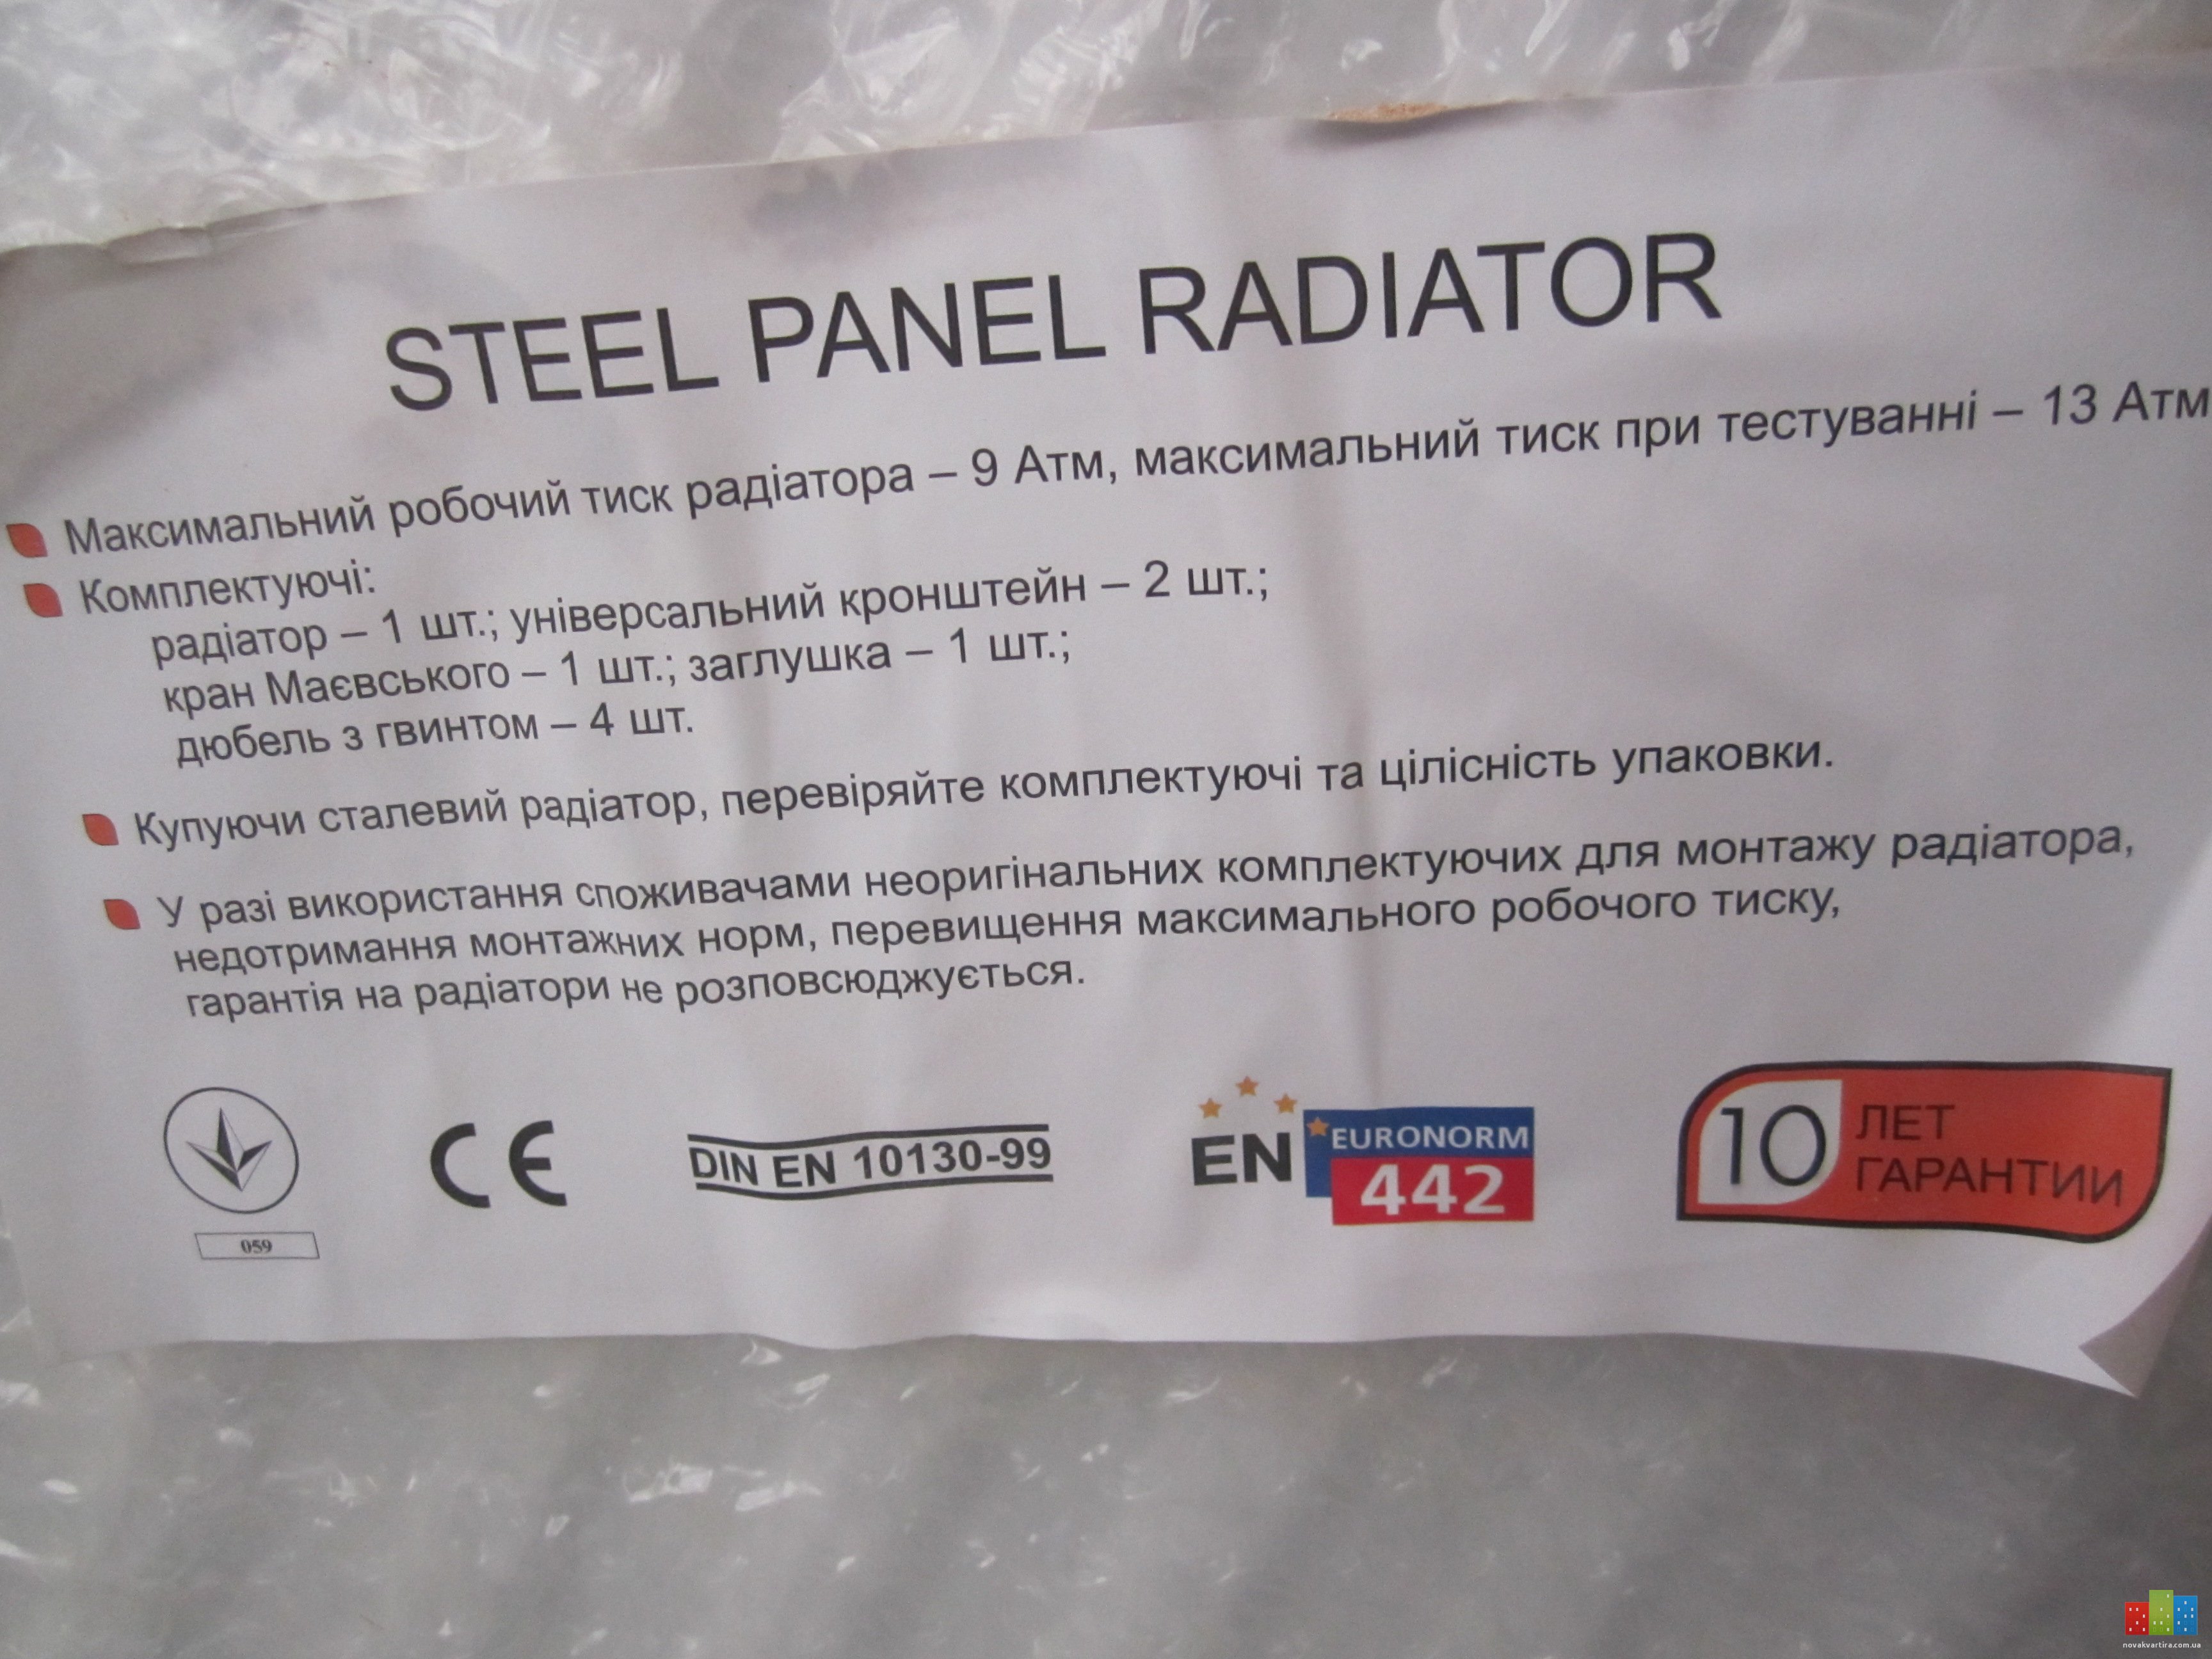 STEEL PANEL RADIATOR
Максимальний робочий тиск радіатора – 9 Атм, максимальний тиск при тестуванні – 13 Атм
Комплектуючі:
радіатор – 1 шт.; універсальний кронштейн – 2 шт.;
кран Маєвського – 1 шт.; заглушка – 1 шт.;
дюбель з гвинтом – 4 шт.
Купуючи сталевий радіатор, перевіряйте комплектуючі та цілісність упаковки.
У разі використання споживачами неоригінальних комплектуючих для монтажу радіатора,
недотримання монтажних норм, перевищення максимального робочого тиску,
гарантія на радіатори не розповсюджується.
059
CE
DIN EN 10130-99
EN EURONORM
442
10 ЛЕТ
ГАРАНТИИ
novakvartira.com.ua